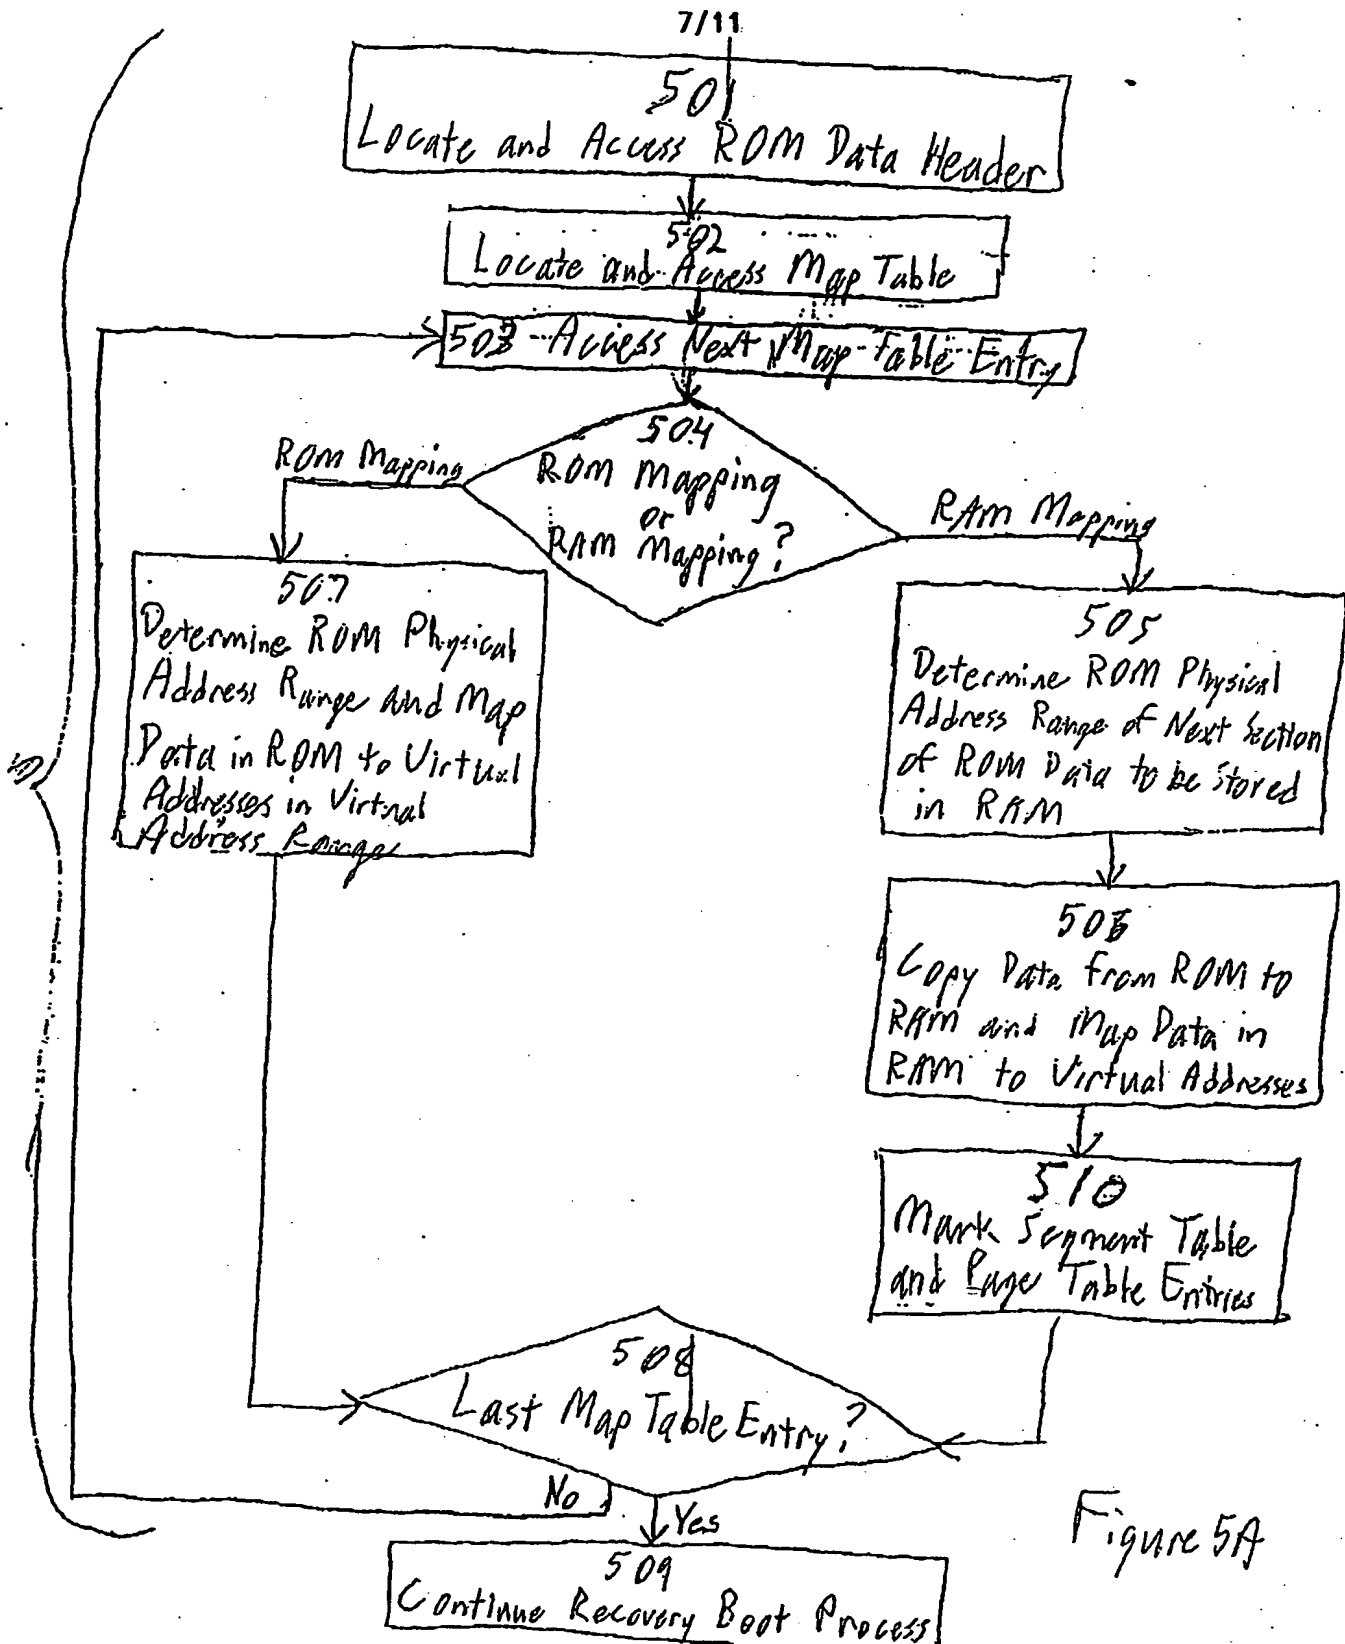 7/11
501
Locate and Access ROM Data Header
502
Locate and Access Map Table
503 Access Next Map Table Entry
504
ROM Mapping
or
RAM Mapping?
ROM Mapping
RAM Mapping
507
Determine ROM Physical
Address Range and Map
Data in ROM to Virtual
Addresses in Virtual
Address Range
505
Determine ROM Physical
Address Range of Next Section
of ROM Data to be Stored
in RAM
506
Copy Data from ROM to
RAM and Map Data in
RAM to Virtual Addresses
510
Mark Segment Table
and Page Table Entries
508
Last Map Table Entry?
No
Yes
509
Continue Recovery Boot Process
Figure 5A